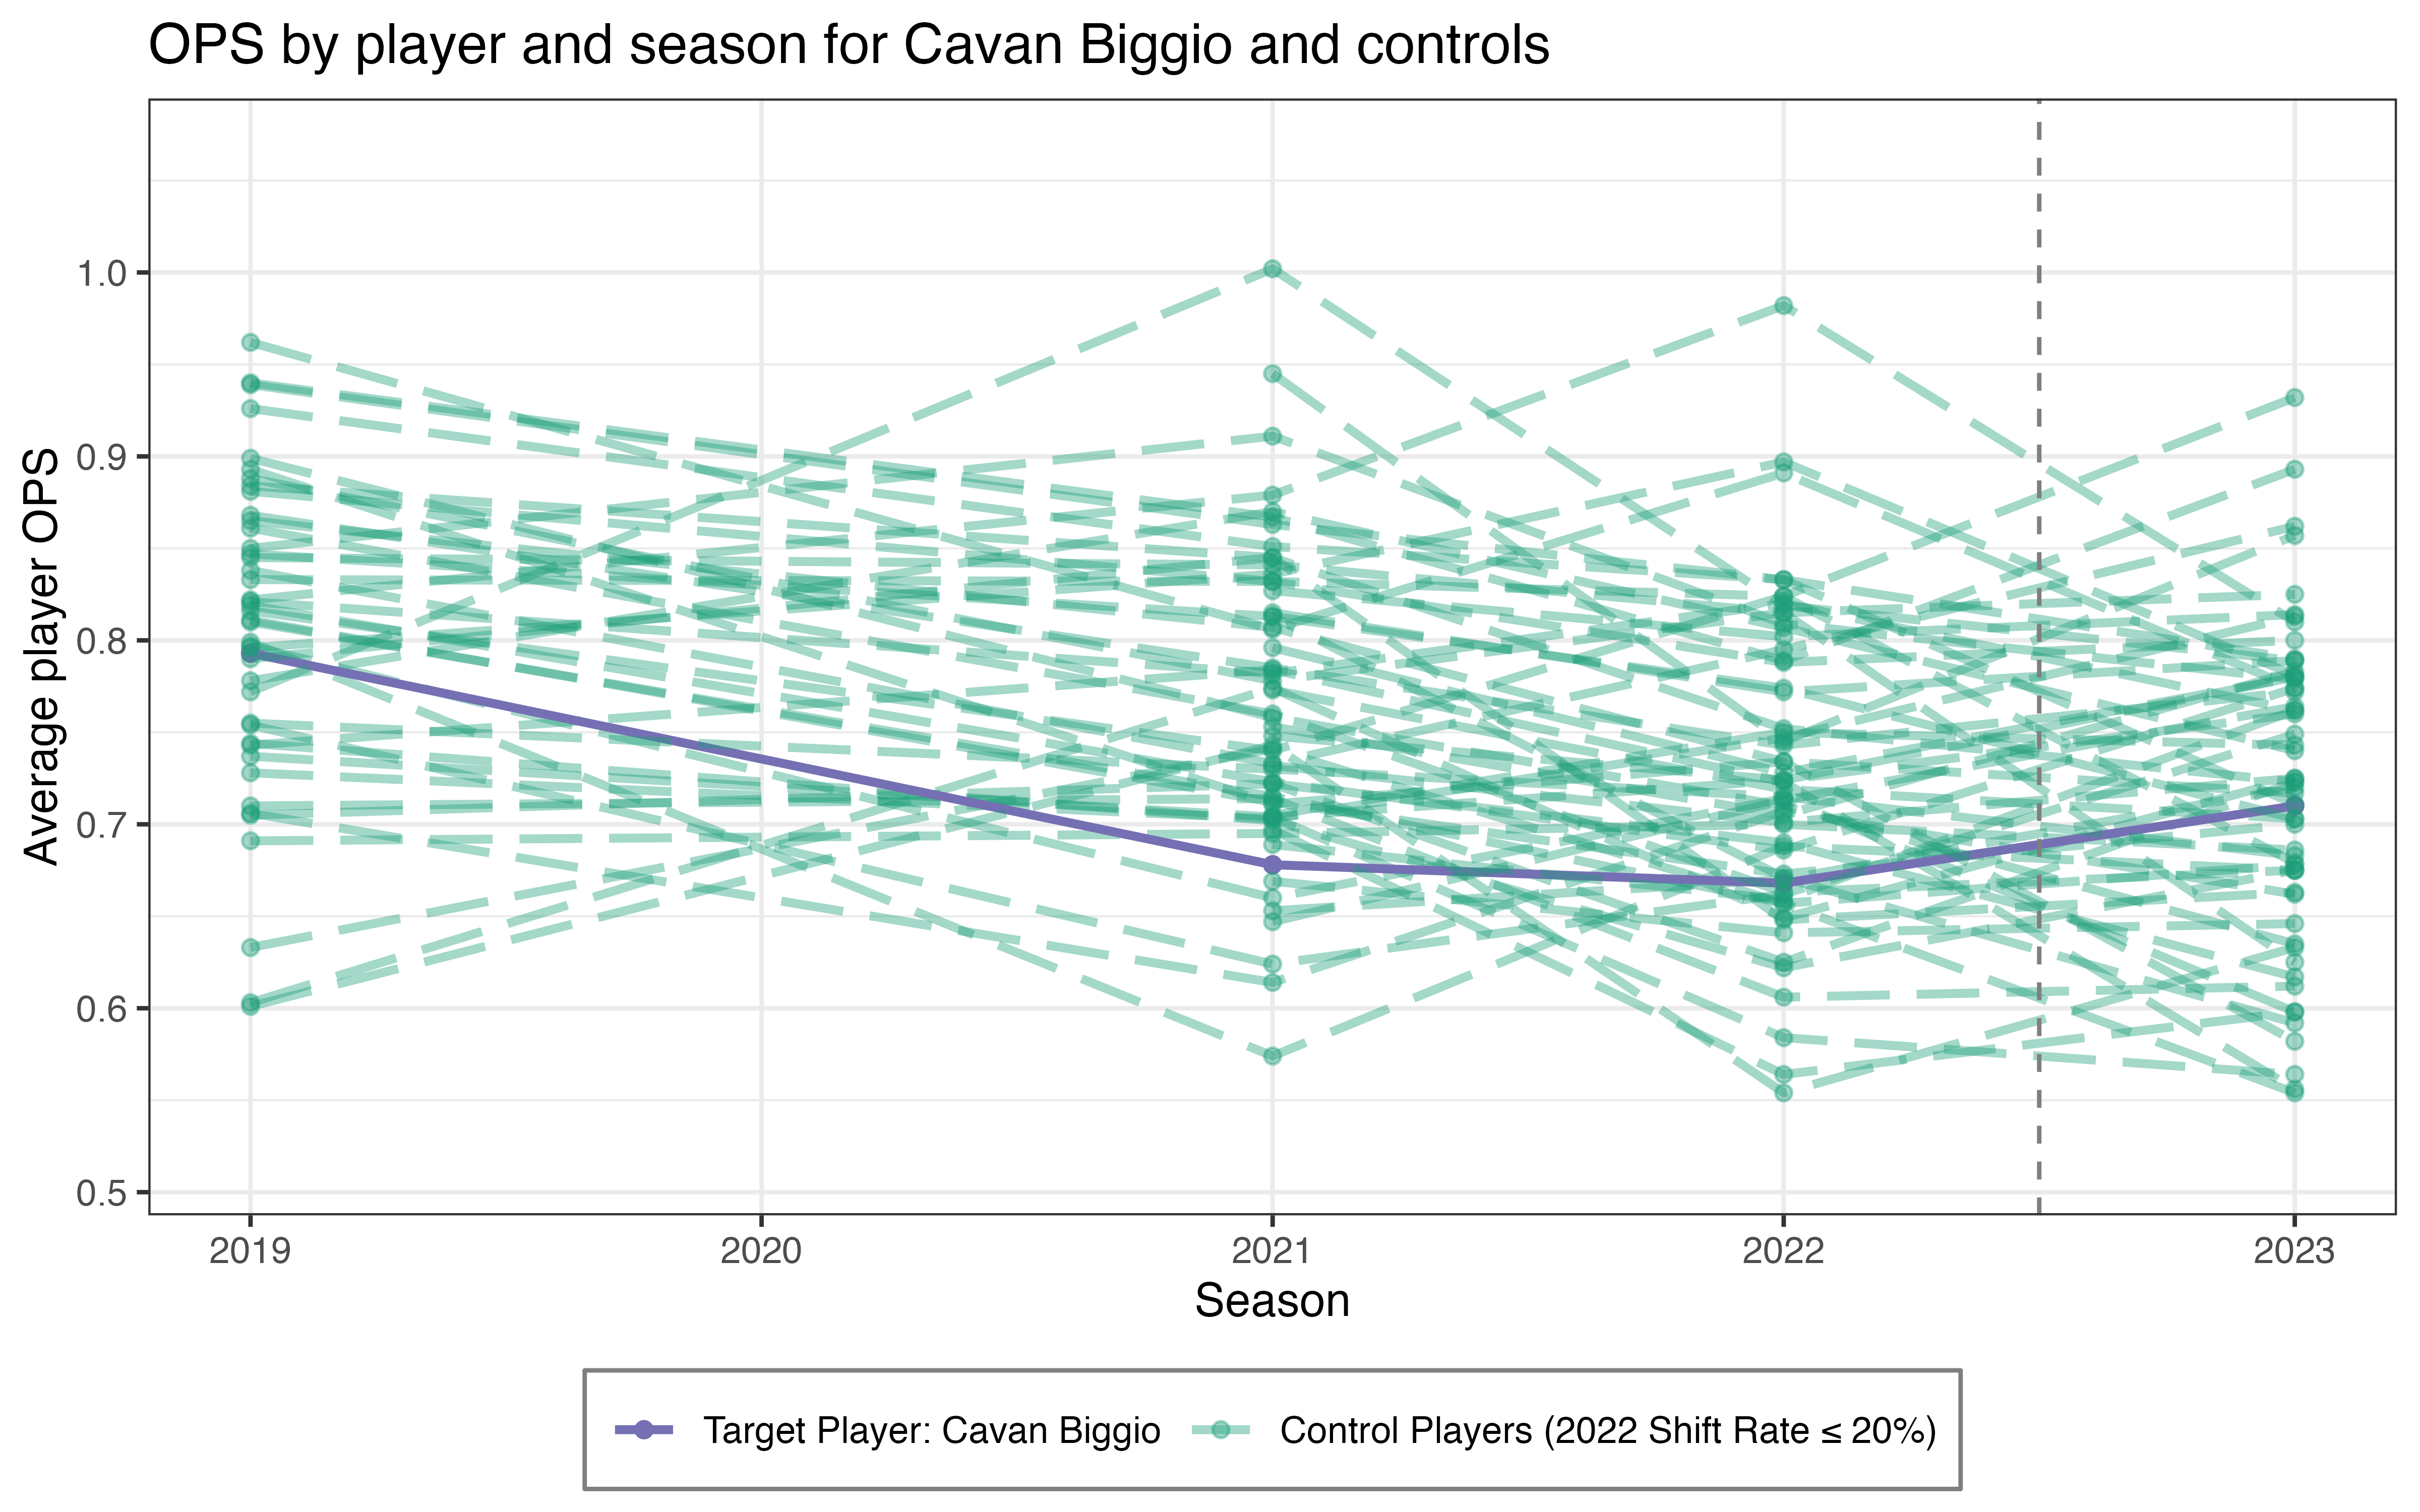 OPS by player and season for Cavan Biggio and controls
Average player OPS
1.0
0.9
0.8
0.7
0.6
0.5
2019 2020 2021 2022 2023
Season
Target Player: Cavan Biggio Control Players (2022 Shift Rate ≤ 20%)